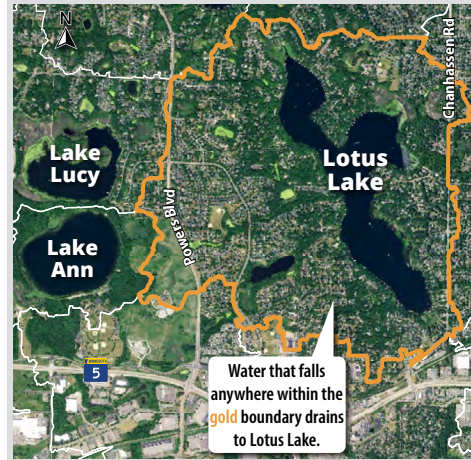 N
Chanhassen Rd
Lake
Lucy
Lotus
Lake
Lake
Ann
Powers Blvd
MINNESOTA
5
Water that falls
anywhere within the
gold boundary drains
to Lotus Lake.